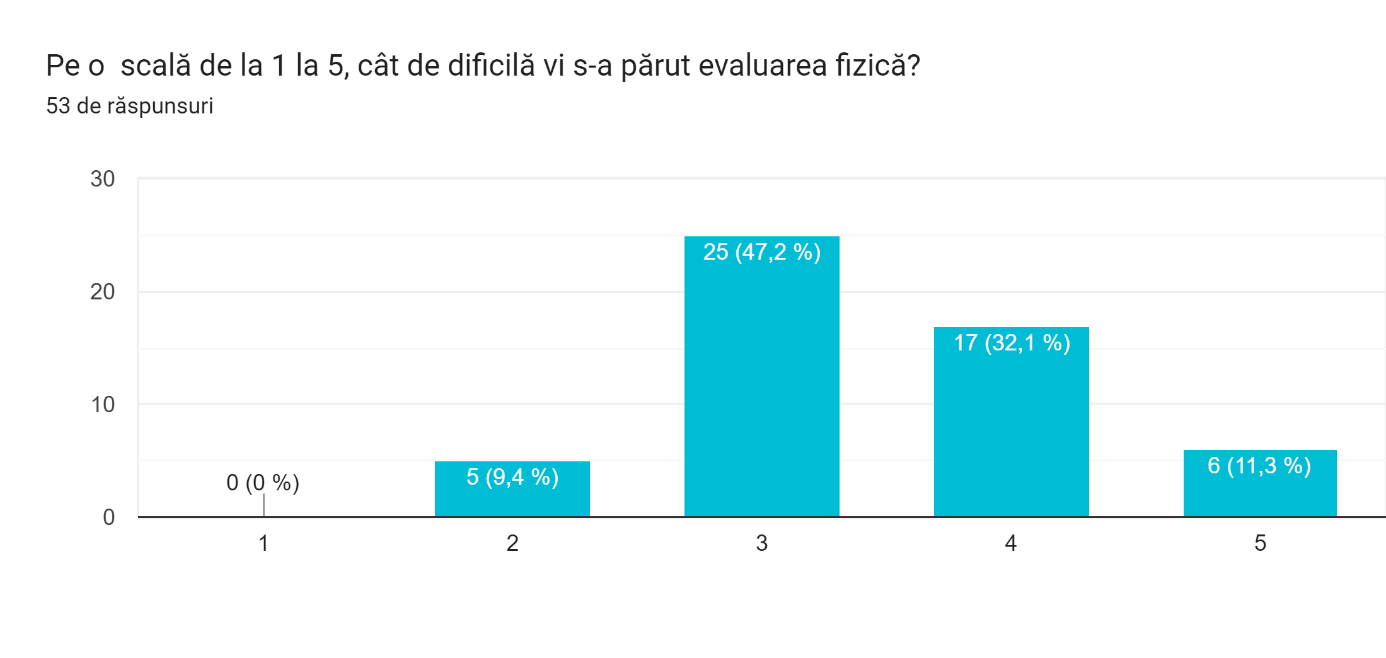 Pe o  scală de la 1 la 5, cât de dificilă vi s-a părut evaluarea fizică?
53 de răspunsuri
30
20
10
0
0 (0 %)
5 (9,4 %)
25 (47,2 %)
17 (32,1 %)
6 (11,3 %)
1 2 3 4 5